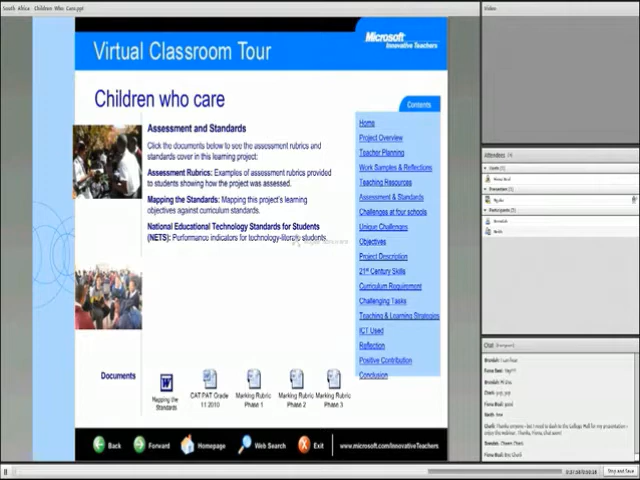 South Africa Children Who Care.ppt
Virtual Classroom Tour
Microsoft
Innovative Teachers
Children who care
Assessment and Standards
Click the documents below to see the assessment rubrics and
standards cover in this learning project:
Assessment Rubrics: Examples of assessment rubrics provided
to students showing how the project was assessed.
Mapping the Standards: Mapping this project's learning
objectives against curriculum standards.
National Educational Technology Standards for Students
(NETS): Performance indicators for technology-literate students.
Contents
Home
Project Overview
Teacher Planning
Work Samples & Reflections
Teaching Resources
Assessment & Standards
Challenges at four schools
Unique Challenges
Objectives
Project Description
21st Century Skills
Curriculum Requirement
Challenging Tasks
Teaching & Learning Strategies
ICT Used
Reflection
Positive Contribution
Conclusion
Documents
Mapping the
Standards
CAT PAT Grade
11 2010
Marking Rubric
Phase 1
Marking Rubric
Phase 2
Marking Rubric
Phase 3
Back
Forward
Homepage
Web Search
Exit
www.microsoft.com/InnovativeTeachers
Video
Attendees
Chat
Stop and Save